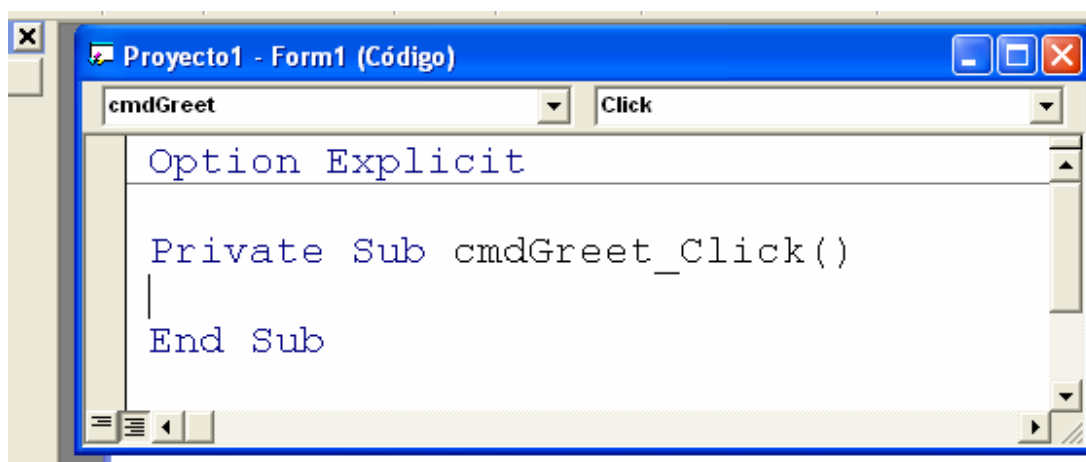 Proyecto1 - Form1 (Código)
cmdGreet Click
Option Explicit
Private Sub cmdGreet_Click()
End Sub